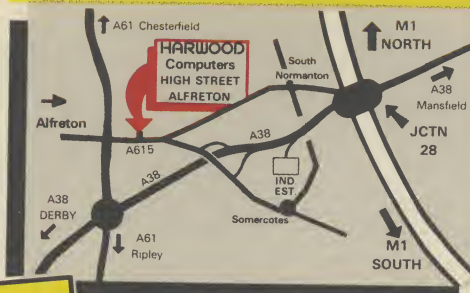 A61 Chesterfield
M1
NORTH
HARWOOD
Computers
HIGH STREET
ALFRETON
South
Normanton
A38
Mansfield
Alfreton
JCTN
28
A615
A38
A38
IND
EST
A38
DERBY
Somercotes
A61
Ripley
M1
SOUTH